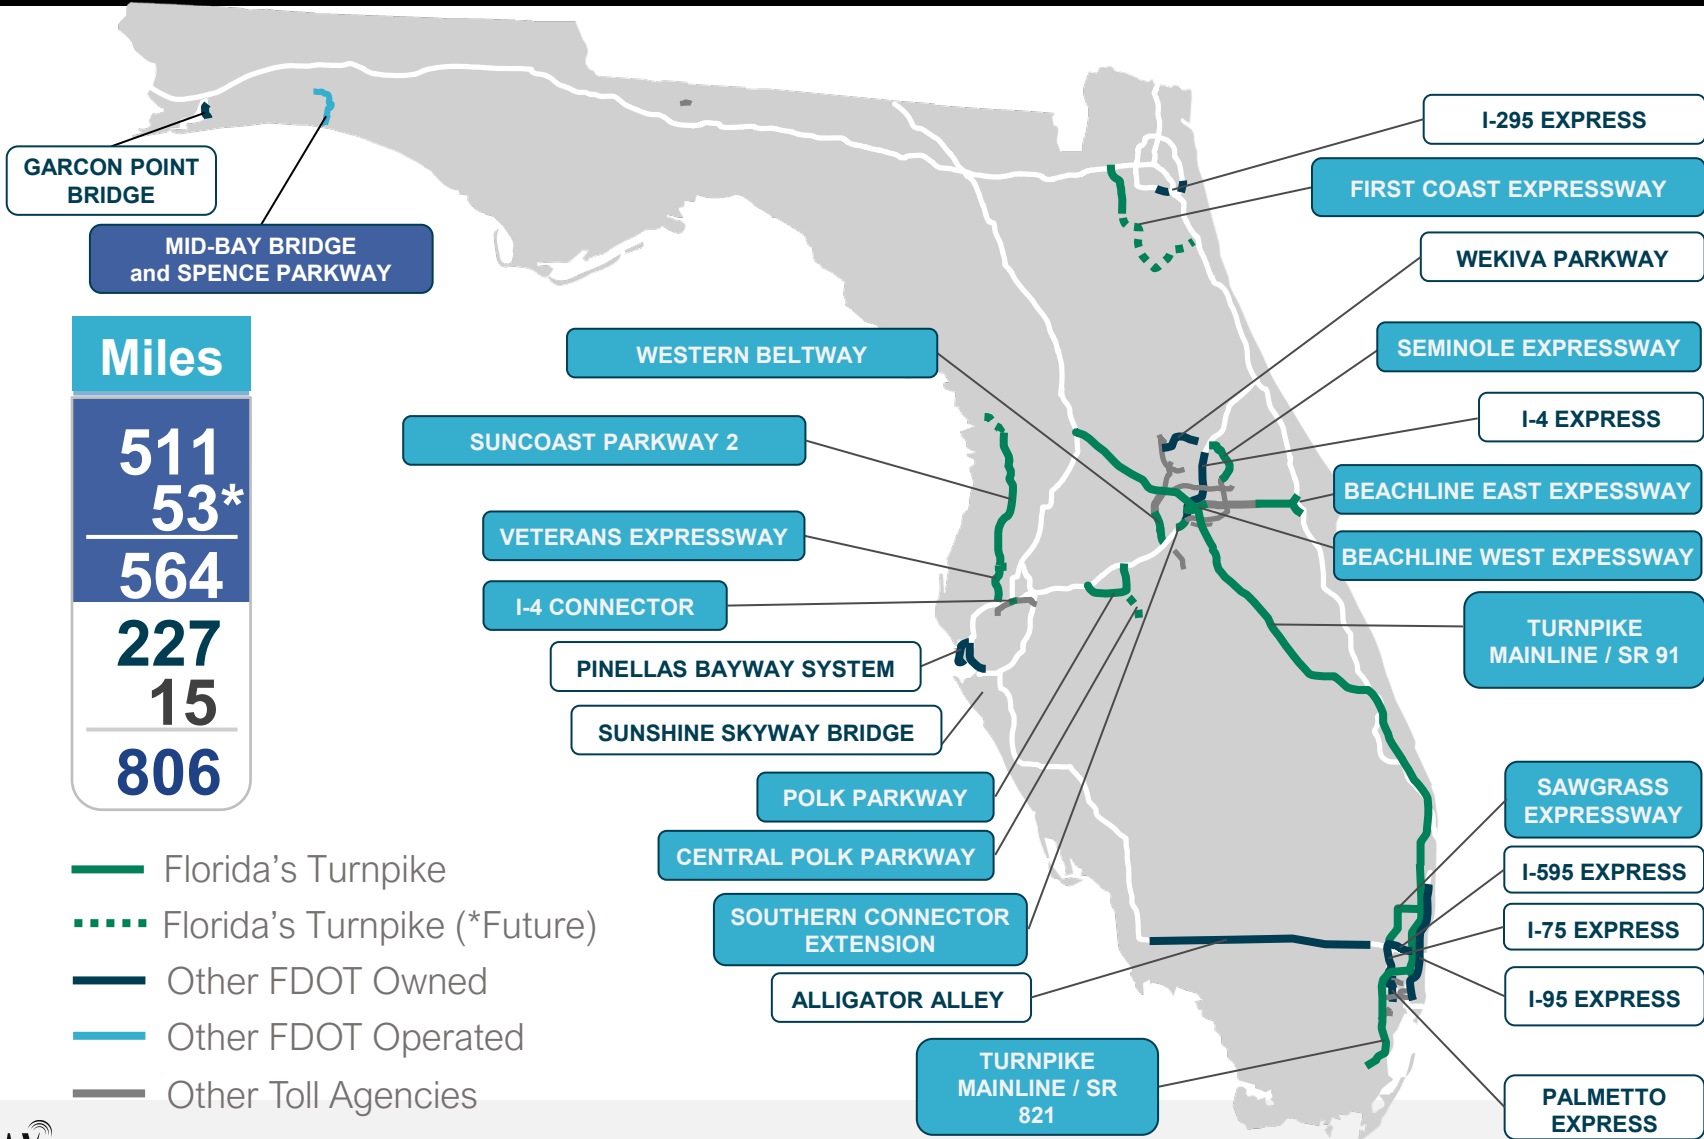 I-295 EXPRESS
GARCON POINT
BRIDGE
FIRST COAST EXPRESSWAY
MID-BAY BRIDGE
and SPENCE PARKWAY
WEKIVA PARKWAY
Miles
511
53*
564
227
15
806
WESTERN BELTWAY
SEMINOLE EXPRESSWAY
I-4 EXPRESS
SUNCOAST PARKWAY 2
BEACHLINE EAST EXPESSWAY
VETERANS EXPRESSWAY
BEACHLINE WEST EXPESSWAY
I-4 CONNECTOR
TURNPIKE
MAINLINE / SR 91
PINELLAS BAYWAY SYSTEM
SUNSHINE SKYWAY BRIDGE
POLK PARKWAY
SAWGRASS
EXPRESSWAY
CENTRAL POLK PARKWAY
I-595 EXPRESS
SOUTHERN CONNECTOR
EXTENSION
I-75 EXPRESS
ALLIGATOR ALLEY
I-95 EXPRESS
TURNPIKE
MAINLINE / SR
821
PALMETTO
EXPRESS
Florida's Turnpike
Florida's Turnpike (*Future)
Other FDOT Owned
Other FDOT Operated
Other Toll Agencies